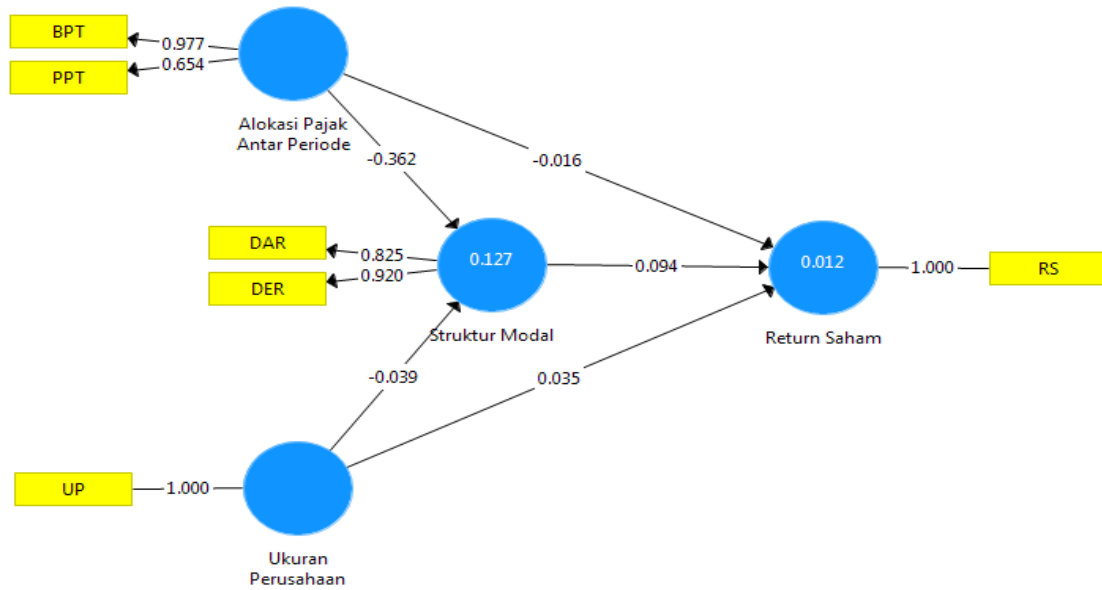 BPT
0.977
PPT
0.654
Alokasi Pajak
Antar Periode
-0.362
-0.016
DAR
0.825
DER
0.920
0.127
Struktur Modal
0.094
0.012
Return Saham
1.000
RS
-0.039
0.035
UP
1.000
Ukuran
Perusahaan